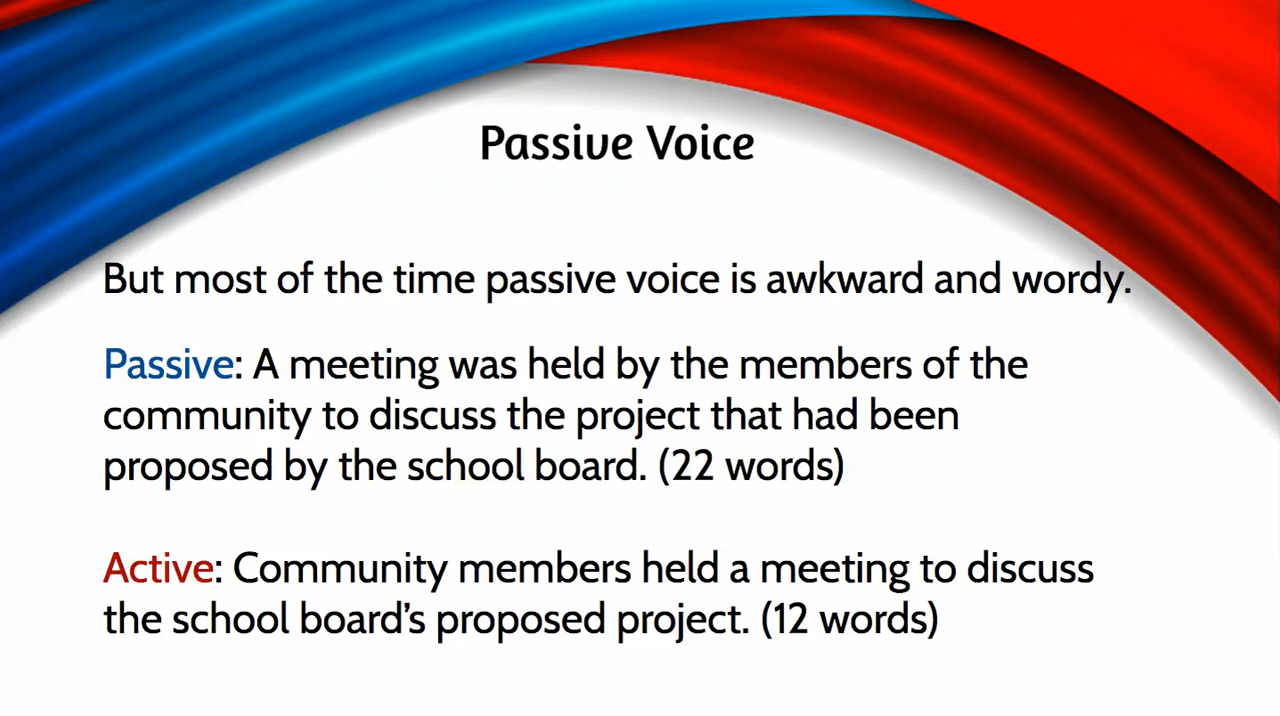 Passive Voice
But most of the time passive voice is awkward and wordy.
Passive: A meeting was held by the members of the
community to discuss the project that had been
proposed by the school board. (22 words)
Active: Community members held a meeting to discuss
the school board’s proposed project. (12 words)